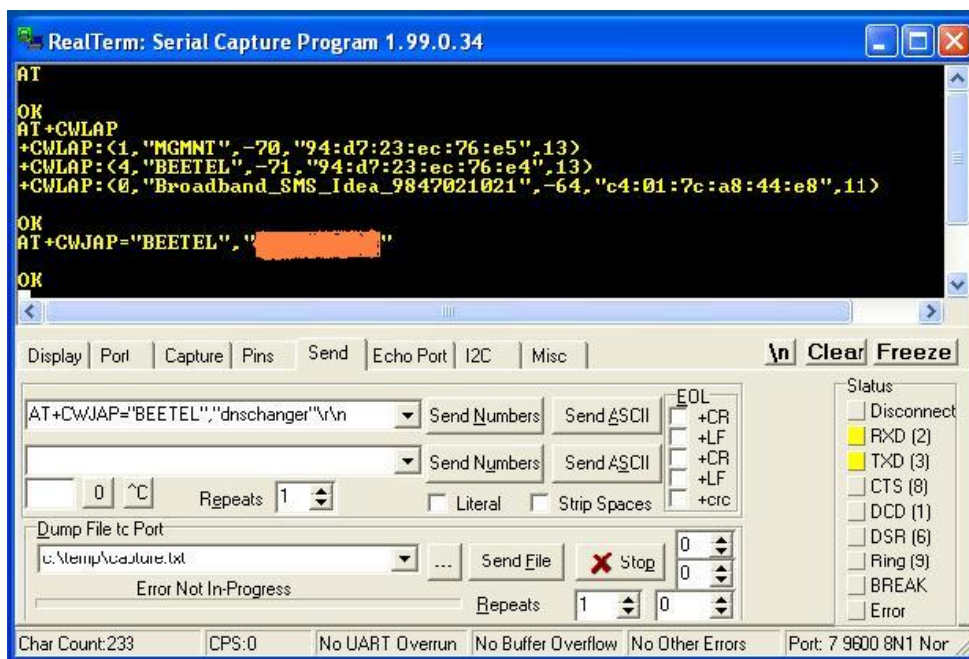 RealTerm: Serial Capture Program 1.99.0.34
AT
OK
AT+CWLAP
+CWLAP:(1,"MGMNT",-70,"94:d7:23:ec:76:e5",13)
+CWLAP:(4,"BEETEL",-71,"94:d7:23:ec:76:e4",13)
+CWLAP:(0,"Broadband_SMS_Idea_9847021021",-64,"c4:01:7c:a8:44:e8",11)
OK
AT+CWJAP="BEETEL"," "
OK
Display Port Capture Pins Send Echo Port I2C Misc \n Clear Freeze
AT+CWJAP="BEETEL","dnschanger"\r\n Send Numbers Send ASCII
EOL
+CR
+LF
Send Numbers Send ASCII
+CR
+LF
0 ^C Repeats 1 Literal Strip Spaces +crc
Dump File to Port
c:\temp\capture.txt ... Send File Stop 0
0
Error Not In-Progress
Repeats 1 0
Status
Disconnect
RXD (2)
TXD (3)
CTS (8)
DCD (1)
DSR (6)
Ring (9)
BREAK
Error
Char Count:233 CPS:0 No UART Overrun No Buffer Overflow No Other Errors Port: 7 9600 8N1 Nor